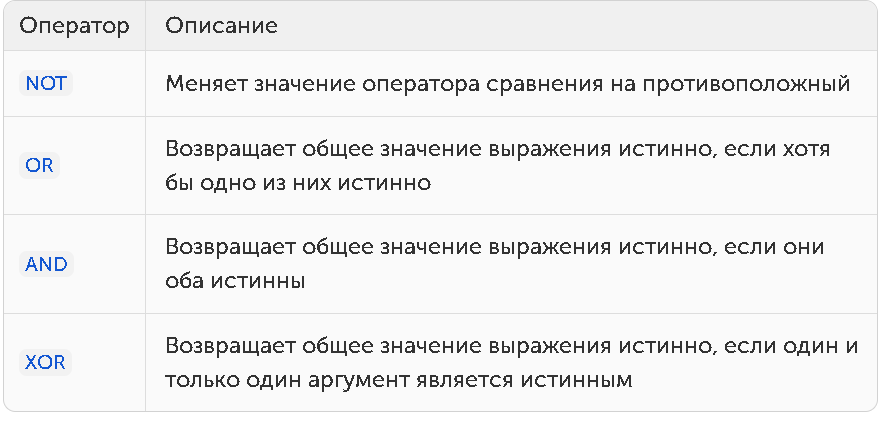 Оператор Описание
NOT Меняет значение оператора сравнения на противоположный
OR Возвращает общее значение выражения истинно, если хотя
бы одно из них истинно
AND Возвращает общее значение выражения истинно, если они
оба истинны
XOR Возвращает общее значение выражения истинно, если один и
только один аргумент является истинным